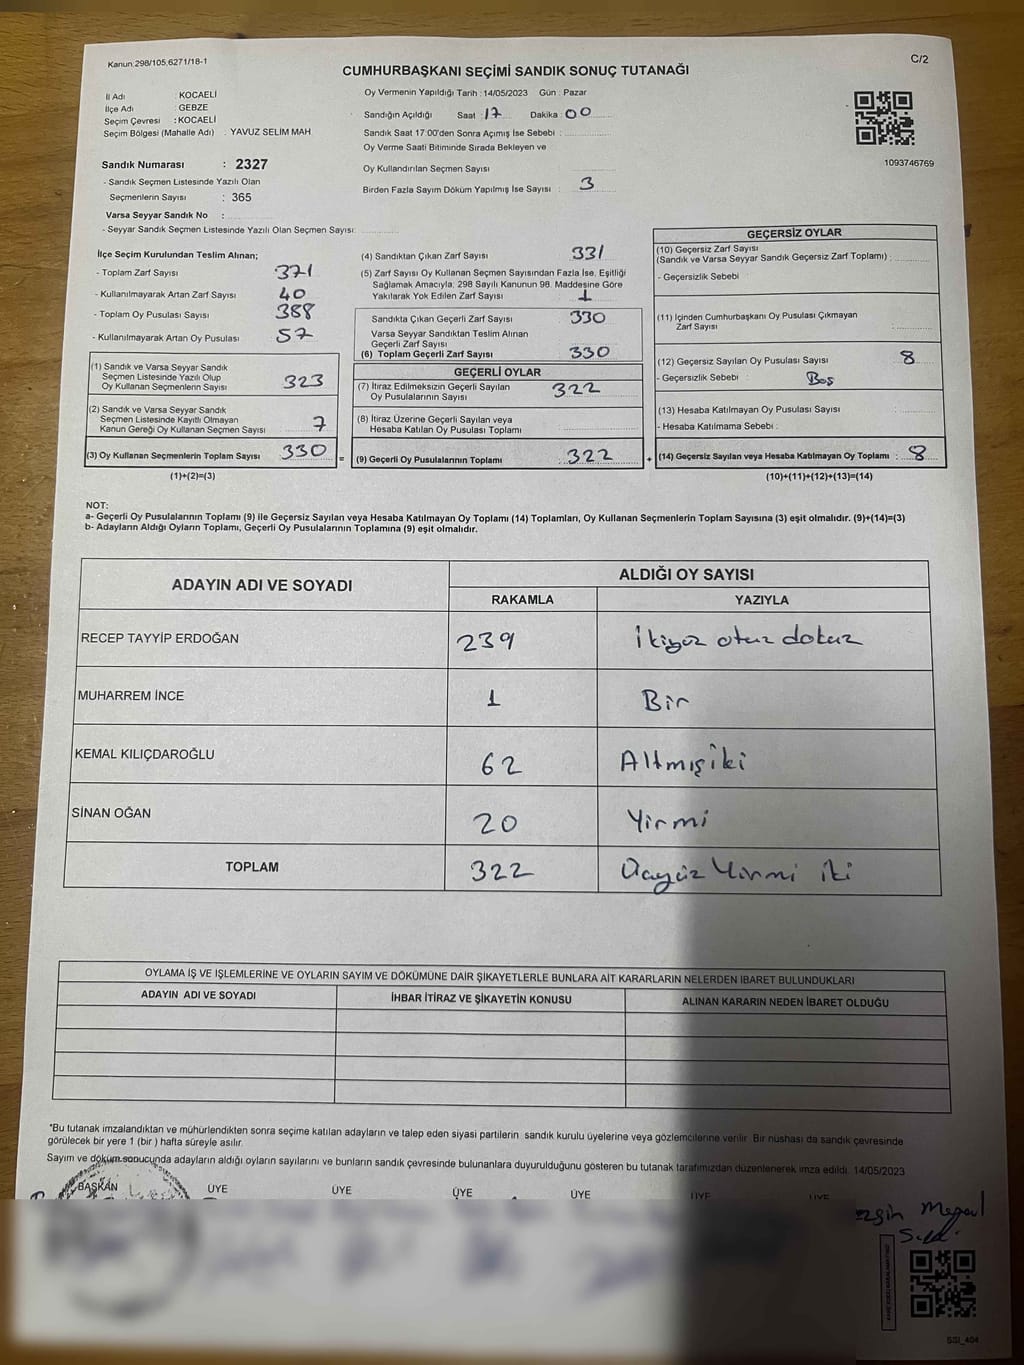 Kanun:298/105,6271/18-1
C/2
CUMHURBAŞKANI SEÇİMİ SANDIK SONUÇ TUTANAĞI
İl Adı : KOCAELİ
İlçe Adı : GEBZE
Seçim Çevresi : KOCAELİ
Seçim Bölgesi (Mahalle Adı) : YAVUZ SELİM MAH
Oy Vermenin Yapıldığı Tarih : 14/05/2023 Gün : Pazar
Sandığın Açıldığı Saat : 17 Dakika : 00
Sandık Saat 17:00'den Sonra Açımış İse Sebebi :
Oy Verme Saati Bitiminde Sırada Bekleyen ve
Oy Kullandırılan Seçmen Sayısı
Birden Fazla Sayım Döküm Yapılmış İse Sayısı : 3
1093746769
Sandık Numarası : 2327
- Sandık Seçmen Listesinde Yazılı Olan
Seçmenlerin Sayısı : 365
Varsa Seyyar Sandık No :
- Seyyar Sandık Seçmen Listesinde Yazılı Olan Seçmen Sayısı:
İlçe Seçim Kurulundan Teslim Alınan;
- Toplam Zarf Sayısı 371
- Kullanılmayarak Artan Zarf Sayısı 40
- Toplam Oy Pusulası Sayısı 388
- Kullanılmayarak Artan Oy Pusulası 57
(1) Sandık ve Varsa Seyyar Sandık
Seçmen Listesinde Yazılı Olup
Oy Kullanan Seçmenlerin Sayısı 323
(2) Sandık ve Varsa Seyyar Sandık
Seçmen Listesinde Kayıtlı Olmayan
Kanun Gereği Oy Kullanan Seçmen Sayısı 7
(3) Oy Kullanan Seçmenlerin Toplam Sayısı 330
(1)+(2)=(3)
(4) Sandıktan Çıkan Zarf Sayısı 331
(5) Zarf Sayısı Oy Kullanan Seçmen Sayısından Fazla İse, Eşitliği
Sağlamak Amacıyla; 298 Sayılı Kanunun 98. Maddesine Göre
Yakılarak Yok Edilen Zarf Sayısı 1
Sandıkta Çıkan Geçerli Zarf Sayısı 330
Varsa Seyyar Sandıktan Teslim Alınan
Geçerli Zarf Sayısı
(6) Toplam Geçerli Zarf Sayısı 330
GEÇERLİ OYLAR
(7) İtiraz Edilmeksizin Geçerli Sayılan
Oy Pusulalarının Sayısı 322
(8) İtiraz Üzerine Geçerli Sayılan veya
Hesaba Katılan Oy Pusulası Toplamı
= (9) Geçerli Oy Pusulalarının Toplamı 322
GEÇERSİZ OYLAR
(10) Geçersiz Zarf Sayısı
(Sandık ve Varsa Seyyar Sandık Geçersiz Zarf Toplamı) :
- Geçersizlik Sebebi :
(11) İçinden Cumhurbaşkanı Oy Pusulası Çıkmayan
Zarf Sayısı :
(12) Geçersiz Sayılan Oy Pusulası Sayısı 8
- Geçersizlik Sebebi : Boş
(13) Hesaba Katılmayan Oy Pusulası Sayısı :
- Hesaba Katılmama Sebebi :
+ (14) Geçersiz Sayılan veya Hesaba Katılmayan Oy Toplamı : 8
(10)+(11)+(12)+(13)=(14)
NOT:
a- Geçerli Oy Pusulalarının Toplamı (9) ile Geçersiz Sayılan veya Hesaba Katılmayan Oy Toplamı (14) Toplamları, Oy Kullanan Seçmenlerin Toplam Sayısına (3) eşit olmalıdır. (9)+(14)=(3)
b- Adayların Aldığı Oyların Toplamı, Geçerli Oy Pusulalarının Toplamına (9) eşit olmalıdır.
ADAYIN ADI VE SOYADI
ALDIĞI OY SAYISI
RAKAMLA YAZIYLA
RECEP TAYYİP ERDOĞAN 239 İkiyüz otuz dokuz
MUHARREM İNCE 1 Bir
KEMAL KILIÇDAROĞLU 62 Altmışiki
SİNAN OĞAN 20 Yirmi
TOPLAM 322 Üçyüz Yirmi iki
OYLAMA İŞ VE İŞLEMLERİNE VE OYLARIN SAYIM VE DÖKÜMÜNE DAİR ŞİKAYETLERLE BUNLARA AİT KARARLARIN NELERDEN İBARET BULUNDUKLARI
ADAYIN ADI VE SOYADI İHBAR İTİRAZ VE ŞİKAYETİN KONUSU ALINAN KARARIN NEDEN İBARET OLDUĞU
*Bu tutanak imzalandıktan ve mühürlendikten sonra seçime katılan adayların ve talep eden siyasi partilerin sandık kurulu üyelerine veya gözlemcilerine verilir. Bir nüshası da sandık çevresinde
görülecek bir yere 1 (bir) hafta süreyle asılır.
Sayım ve döküm sonucunda adayların aldığı oyların sayılarını ve bunların sandık çevresinde bulunanlara duyurulduğunu gösteren bu tutanak tarafımızdan düzenlenerek imza edildi. 14/05/2023
BAŞKAN ÜYE ÜYE ÜYE ÜYE ÜYE ÜYE
SSI_404